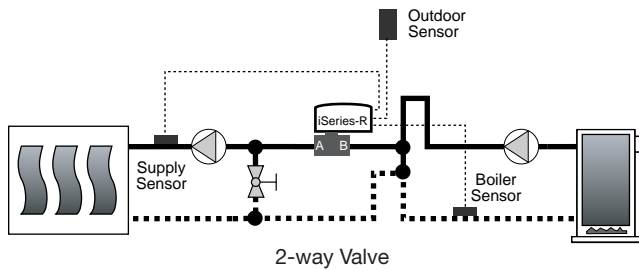 Outdoor
Sensor
iSeries-R
A B
Supply
Sensor
Boiler
Sensor
2-way Valve